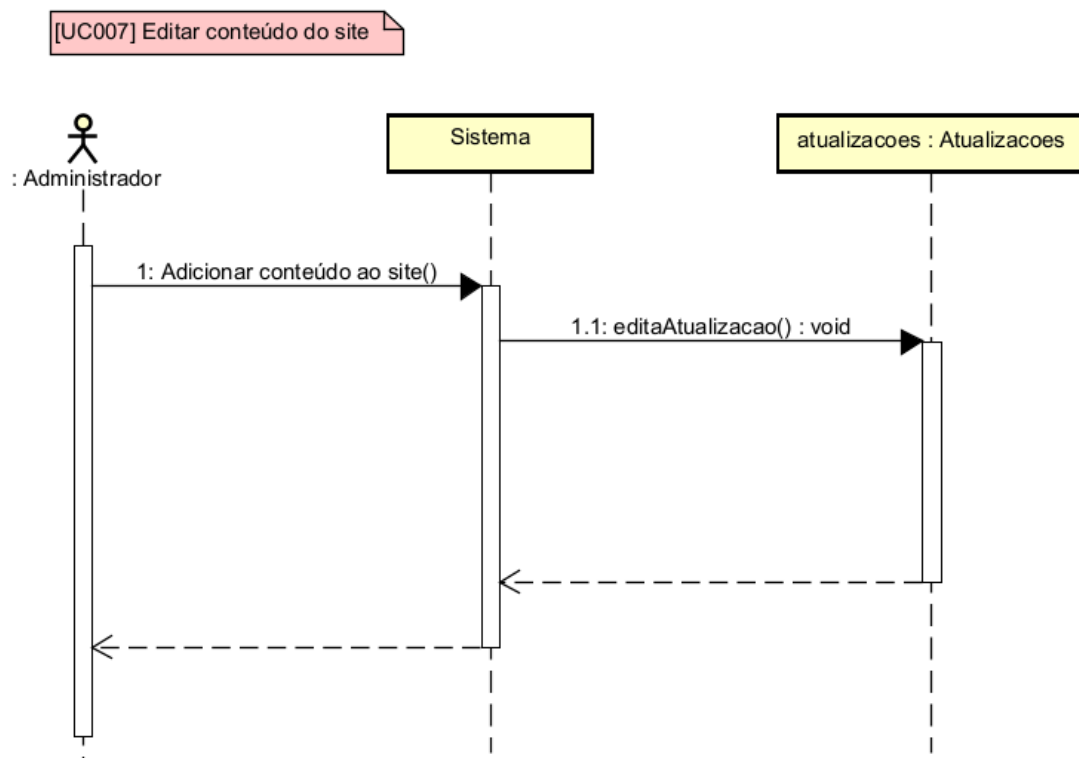 [UC007] Editar conteúdo do site
: Administrador
Sistema
atualizacoes : Atualizacoes
1: Adicionar conteúdo ao site()
1.1: editaAtualizacao() : void